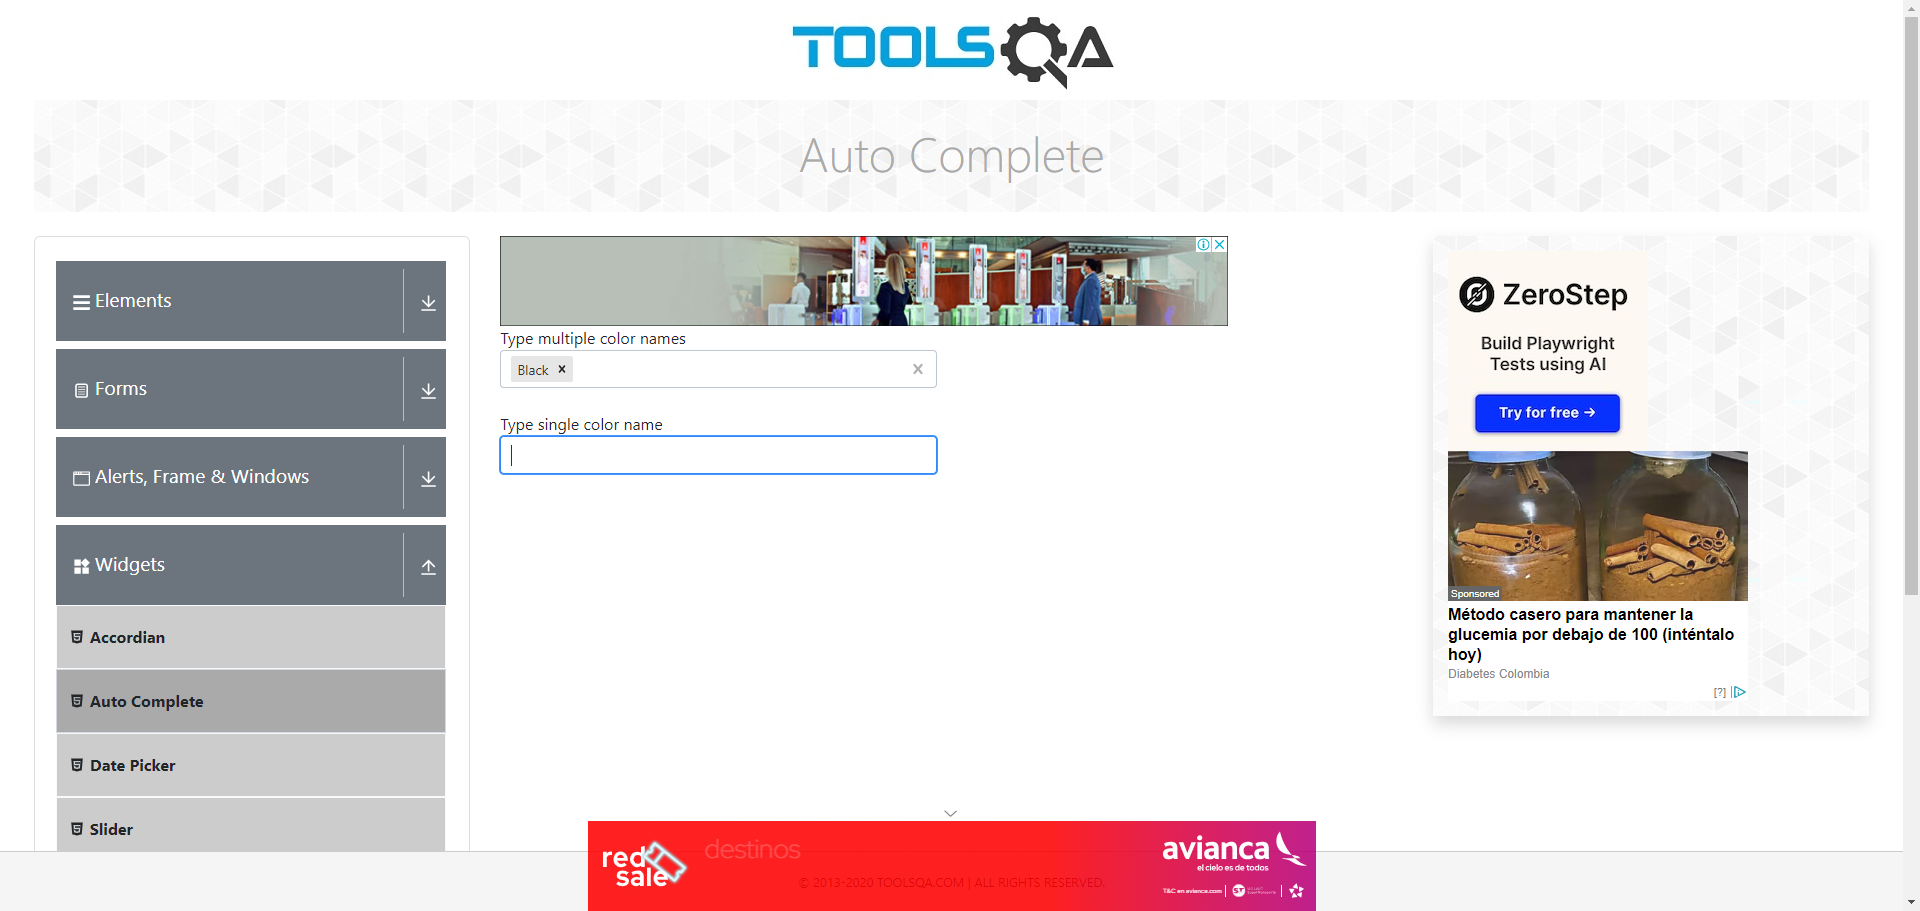 TOOLSQA
Auto Complete
Elements
Forms
Alerts, Frame & Windows
Widgets
Accordian
Auto Complete
Date Picker
Slider
Type multiple color names
Black
Type single color name
ZeroStep
Build Playwright
Tests using AI
Try for free →
Sponsored
Método casero para mantener la
glucemia por debajo de 100 (inténtalo
hoy)
Diabetes Colombia
[?]
red
sale
destinos
avianca
el cielo es de todos
T&C en avianca.com
© 2013-2020 TOOLSQA.COM | ALL RIGHTS RESERVED.